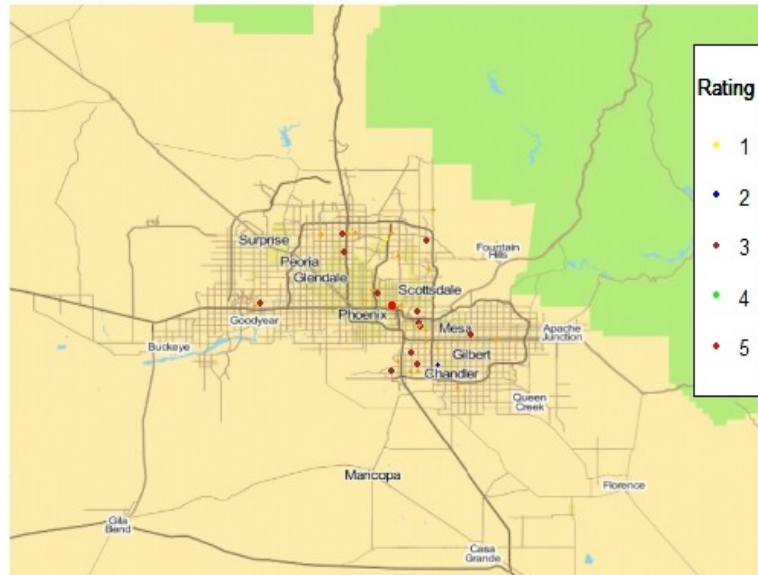 Rating
1
2
3
4
5
Surprise
Peoria
Glendale
Fountain
Hills
Scottsdale
Goodyear
Phoenix
Mesa
Apache
Junction
Buckeye
Gilbert
Chandler
Queen
Creek
Maricopa
Florence
Gila
Bend
Casa
Grande